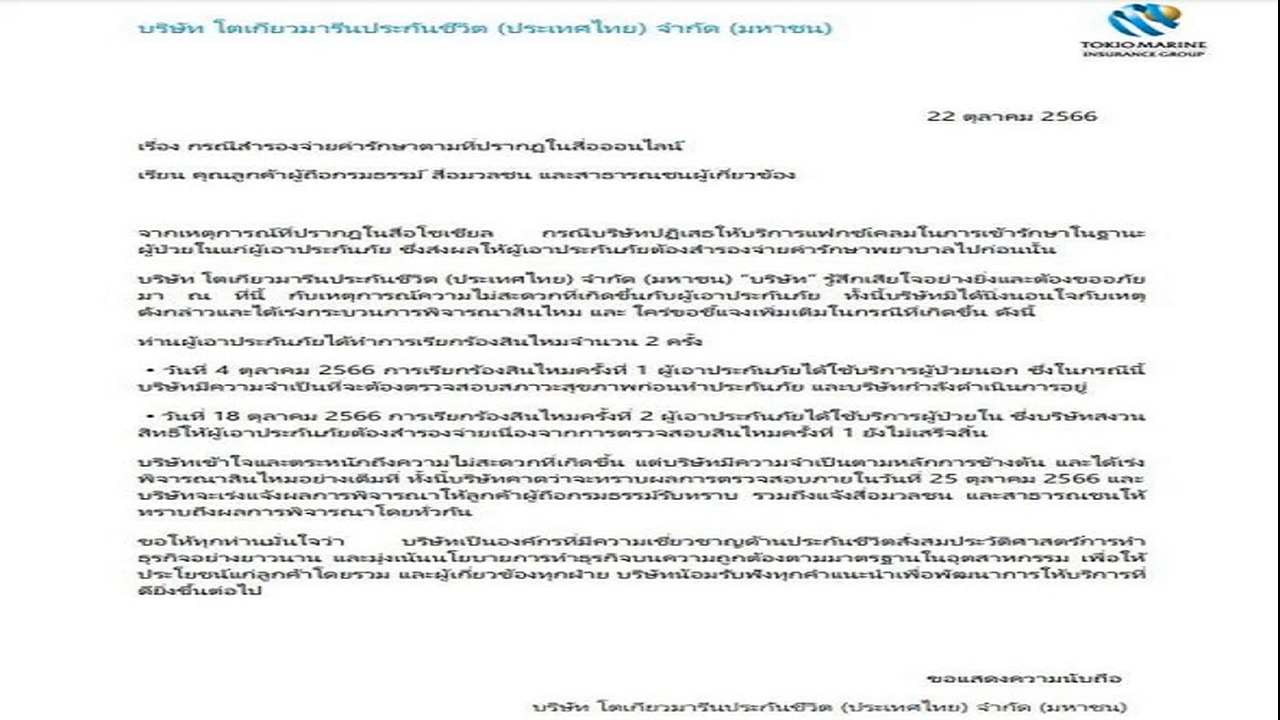 บริษัท โตเกียวมารีนประกันชีวิต (ประเทศไทย) จำกัด (มหาชน)
TOKIO MARINE
INSURANCE GROUP
22 ตุลาคม 2566
เรื่อง กรณีสำรองจ่ายค่ารักษาตามที่ปรากฏในสื่อออนไลน์
เรียน คุณลูกค้าผู้ถือกรมธรรม์ สื่อมวลชน และสาธารณชนผู้เกี่ยวข้อง
จากเหตุการณ์ที่ปรากฏในสื่อโซเชียล กรณีบริษัทปฏิเสธให้บริการแฟกซ์เคลมในการเข้ารักษาในฐานะ
ผู้ป่วยในแก่ผู้เอาประกันภัย ซึ่งส่งผลให้ผู้เอาประกันภัยต้องสำรองจ่ายค่ารักษาพยาบาลไปก่อนนั้น
บริษัท โตเกียวมารีนประกันชีวิต (ประเทศไทย) จำกัด (มหาชน) "บริษัท" รู้สึกเสียใจอย่างยิ่งและต้องขออภัย
มา ณ ที่นี้ กับเหตุการณ์ความไม่สะดวกที่เกิดขึ้นกับผู้เอาประกันภัย ทั้งนี้บริษัทมิได้นิ่งนอนใจกับเหตุ
ดังกล่าวและได้เร่งกระบวนการพิจารณาสินไหม และ ใคร่ขอชี้แจงเพิ่มเติมในกรณีที่เกิดขึ้น ดังนี้
ท่านผู้เอาประกันภัยได้ทำการเรียกร้องสินไหมจำนวน 2 ครั้ง
• วันที่ 4 ตุลาคม 2566 การเรียกร้องสินไหมครั้งที่ 1 ผู้เอาประกันภัยได้ใช้บริการผู้ป่วยนอก ซึ่งในกรณีนี้
บริษัทมีความจำเป็นที่จะต้องตรวจสอบสภาวะสุขภาพก่อนทำประกันภัย และบริษัทกำลังดำเนินการอยู่
• วันที่ 18 ตุลาคม 2566 การเรียกร้องสินไหมครั้งที่ 2 ผู้เอาประกันภัยได้ใช้บริการผู้ป่วยใน ซึ่งบริษัทสงวน
สิทธิ์ให้ผู้เอาประกันภัยต้องสำรองจ่ายเนื่องจากการตรวจสอบสินไหมครั้งที่ 1 ยังไม่เสร็จสิ้น
บริษัทเข้าใจและตระหนักถึงความไม่สะดวกที่เกิดขึ้น แต่บริษัทมีความจำเป็นตามหลักการข้างต้น และได้เร่ง
พิจารณาสินไหมอย่างเต็มที่ ทั้งนี้บริษัทคาดว่าจะทราบผลการตรวจสอบภายในวันที่ 25 ตุลาคม 2566 และ
บริษัทจะเร่งแจ้งผลการพิจารณาให้ลูกค้าผู้ถือกรมธรรม์รับทราบ รวมถึงแจ้งสื่อมวลชน และสาธารณชนให้
ทราบถึงผลการพิจารณาโดยทั่วกัน
ขอให้ทุกท่านมั่นใจว่า บริษัทเป็นองค์กรที่มีความเชี่ยวชาญด้านประกันชีวิตสั่งสมประวัติศาสตร์การทำ
ธุรกิจอย่างยาวนาน และมุ่งเน้นนโยบายการทำธุรกิจบนความถูกต้องตามมาตรฐานในอุตสาหกรรม เพื่อให้
ประโยชน์แก่ลูกค้าโดยรวม และผู้เกี่ยวข้องทุกฝ่าย บริษัทน้อมรับฟังทุกคำแนะนำเพื่อพัฒนาการให้บริการที่
ดียิ่งขึ้นต่อไป
ขอแสดงความนับถือ
บริษัท โตเกียวมารีนประกันชีวิต (ประเทศไทย) จำกัด (มหาชน)